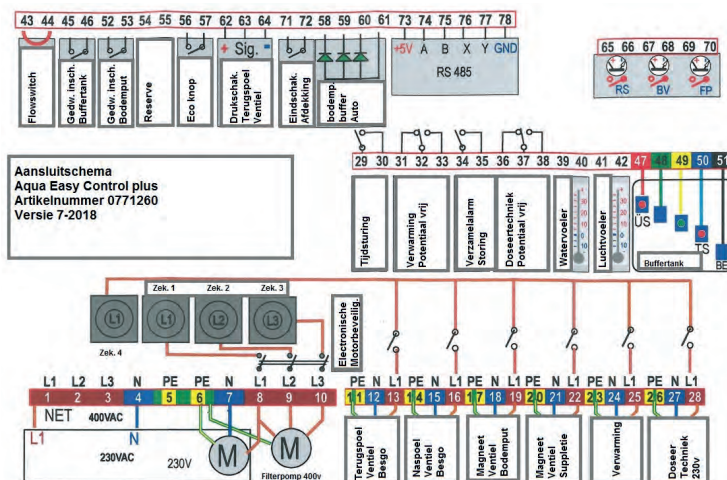 43 44 45 46 52 53 54 55 56 57 62 63 64 71 72 58 59 60 61 73 74 75 76 77 78
Flowswitch
Gedw. insch.
Buffertank
Gedw. insch.
Bodemput
Reserve
Eco knop
+ Sig. -
Drukschak.
Terugspoel
Ventiel
Eindschak.
Afdekking
bodemp.
buffer
Auto
+5V A B X Y GND
RS 485
65 66 67 68 69 70
RS BV FP
Aansluitschema
Aqua Easy Control plus
Artikelnummer 0771260
Versie 7-2018
29 30 31 32 33 34 35 36 37 38 39 40 41 42 47 48 49 50 51
Tijdsturing
Verwarming
Potentiaal vrij
Verzamelalarm
Storing
Doseertechniek
Potentiaal vrij
Watervoeler
Luchtvoeler
ÜS
TS
BE
Buffertank
Zek. 1 Zek. 2 Zek. 3
L1 L1 L2 L3
Zek. 4
Electronische
Motorbeveilig.
L1 L2 L3 N PE PE N L1 L2 L3
1 2 3 4 5 6 7 8 9 10
PE N L1 PE N L1 PE N L1 PE N L1 PE N L1 PE N L1
11 12 13 14 15 16 17 18 19 20 21 22 23 24 25 26 27 28
NET 400VAC
L1 N
230VAC
230V
M M
Filterpomp 400v
Terugspoel
Ventiel
Besgo
Naspoel
Ventiel
Besgo
Magneet
Ventiel
Bodemput
Magneet
Ventiel
Suppletie
Verwarming
Doseer
Techniek
230v